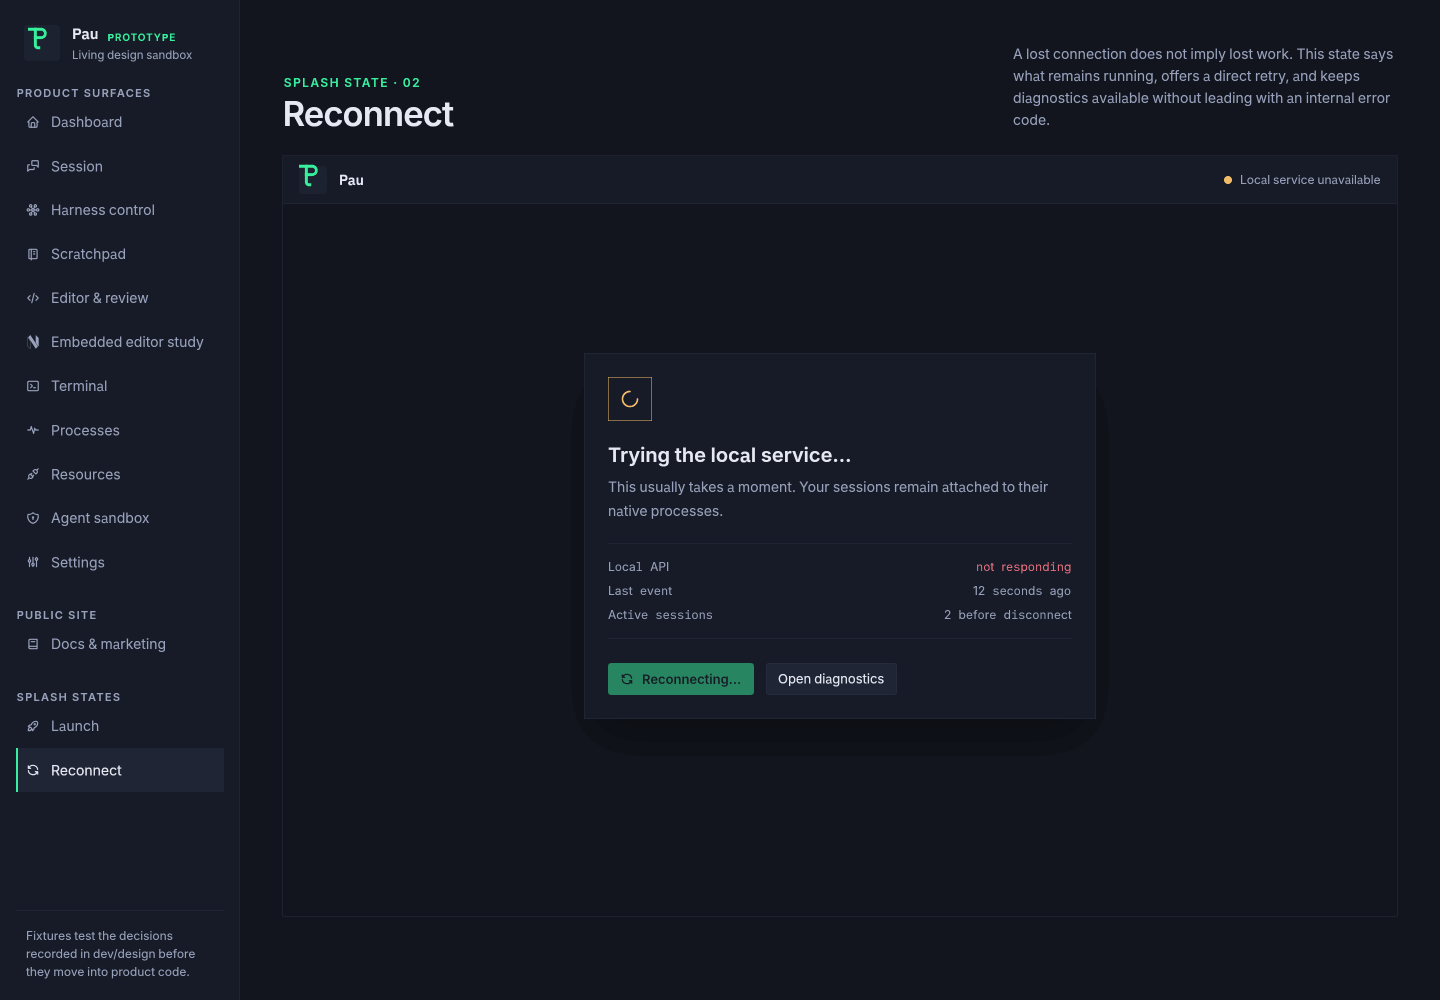 Pau PROTOTYPE
Living design sandbox
PRODUCT SURFACES
Dashboard
Session
Harness control
Scratchpad
Editor & review
Embedded editor study
Terminal
Processes
Resources
Agent sandbox
Settings
PUBLIC SITE
Docs & marketing
SPLASH STATES
Launch
Reconnect
Fixtures test the decisions
recorded in dev/design before
they move into product code.
SPLASH STATE · 02
Reconnect
A lost connection does not imply lost work. This state says
what remains running, offers a direct retry, and keeps
diagnostics available without leading with an internal error
code.
Pau
Local service unavailable
Trying the local service…
This usually takes a moment. Your sessions remain attached to their
native processes.
Local API not responding
Last event 12 seconds ago
Active sessions 2 before disconnect
Reconnecting…
Open diagnostics